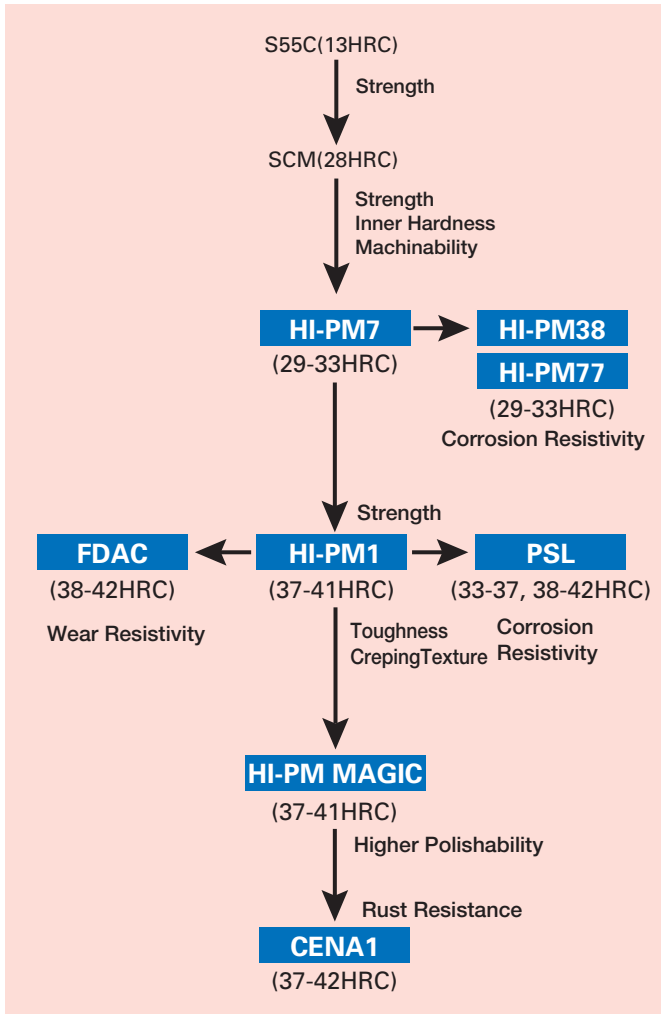 S55C(13HRC)
Strength
SCM(28HRC)
Strength
Inner Hardness
Machinability
HI-PM7
(29-33HRC)
HI-PM38
HI-PM77
(29-33HRC)
Corrosion Resistivity
Strength
FDAC
(38-42HRC)
Wear Resistivity
HI-PM1
(37-41HRC)
PSL
(33-37, 38-42HRC)
Corrosion
Resistivity
Toughness
CrepingTexture
HI-PM MAGIC
(37-41HRC)
Higher Polishability
Rust Resistance
CENA1
(37-42HRC)